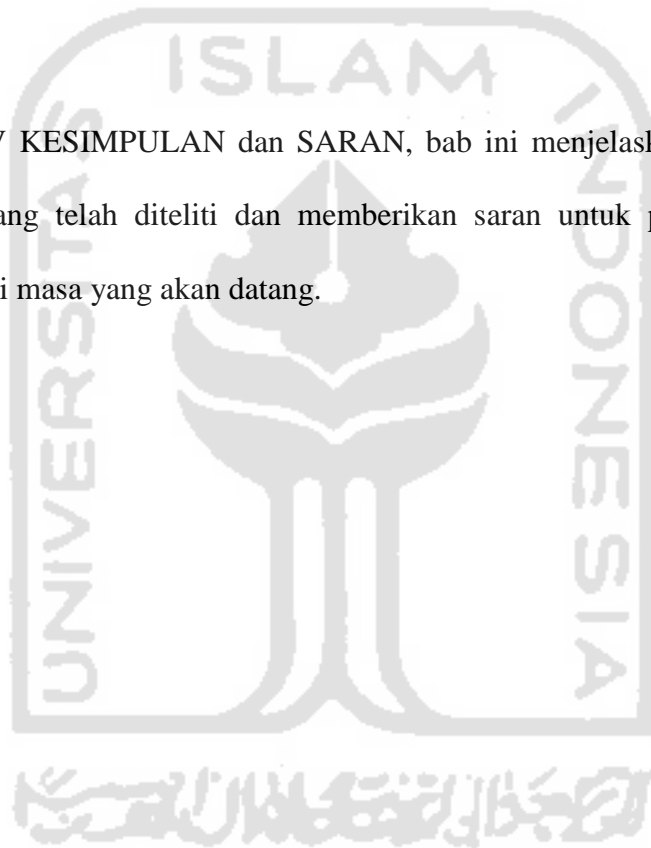 ISLAM
UNIVERSITAS
INDONESIA
KESIMPULAN dan SARAN, bab ini menjelask
ang telah diteliti dan memberikan saran untuk p
i masa yang akan datang.